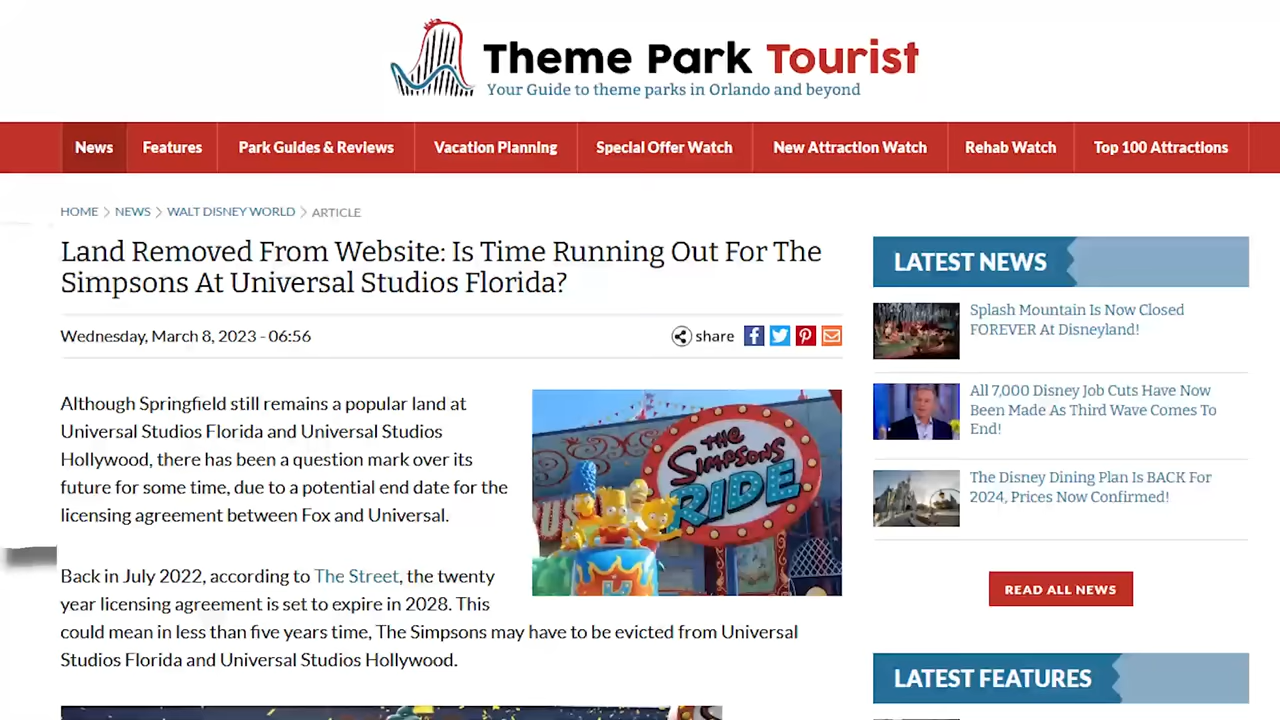 Theme Park Tourist
Your Guide to theme parks in Orlando and beyond
News
Features
Park Guides & Reviews
Vacation Planning
Special Offer Watch
New Attraction Watch
Rehab Watch
Top 100 Attractions
HOME > NEWS > WALT DISNEY WORLD > ARTICLE
Land Removed From Website: Is Time Running Out For The
Simpsons At Universal Studios Florida?
Wednesday, March 8, 2023 - 06:56
share
Although Springfield still remains a popular land at
Universal Studios Florida and Universal Studios
Hollywood, there has been a question mark over its
future for some time, due to a potential end date for the
licensing agreement between Fox and Universal.
THE
SIMPSONS
RIDE
Back in July 2022, according to The Street, the twenty
year licensing agreement is set to expire in 2028. This
could mean in less than five years time, The Simpsons may have to be evicted from Universal
Studios Florida and Universal Studios Hollywood.
LATEST NEWS
Splash Mountain Is Now Closed
FOREVER At Disneyland!
All 7,000 Disney Job Cuts Have Now
Been Made As Third Wave Comes To
End!
The Disney Dining Plan Is BACK For
2024, Prices Now Confirmed!
READ ALL NEWS
LATEST FEATURES